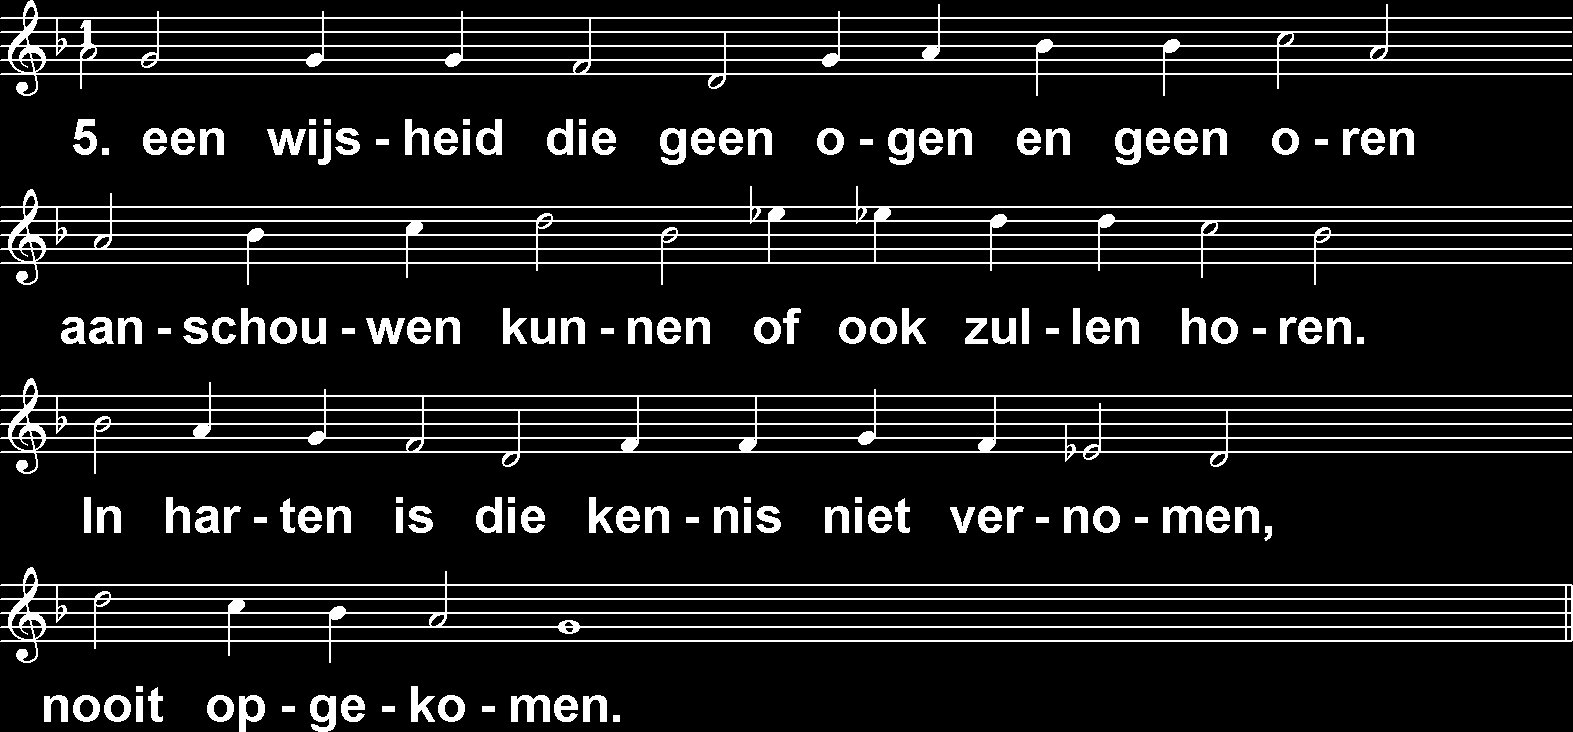 1
5. een wijs - heid die geen o - gen en geen o - ren
aan - schou - wen kun - nen of ook zul - len ho - ren.
In har - ten is die ken - nis niet ver - no - men,
nooit op - ge - ko - men.